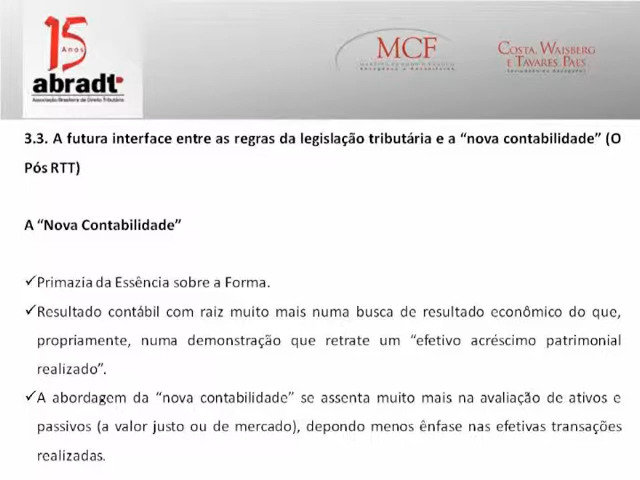 15
Anos
abradt
Associação Brasileira de Direito Tributário
MCF
COSTA, WAISBERG
E TAVARES PAES
3.3. A futura interface entre as regras da legislação tributária e a “nova contabilidade” (O
Pós RTT)
A “Nova Contabilidade”
✓Primazia da Essência sobre a Forma.
✓Resultado contábil com raiz muito mais numa busca de resultado econômico do que,
propriamente, numa demonstração que retrate um “efetivo acréscimo patrimonial
realizado”.
✓A abordagem da “nova contabilidade” se assenta muito mais na avaliação de ativos e
passivos (a valor justo ou de mercado), depondo menos ênfase nas efetivas transações
realizadas.